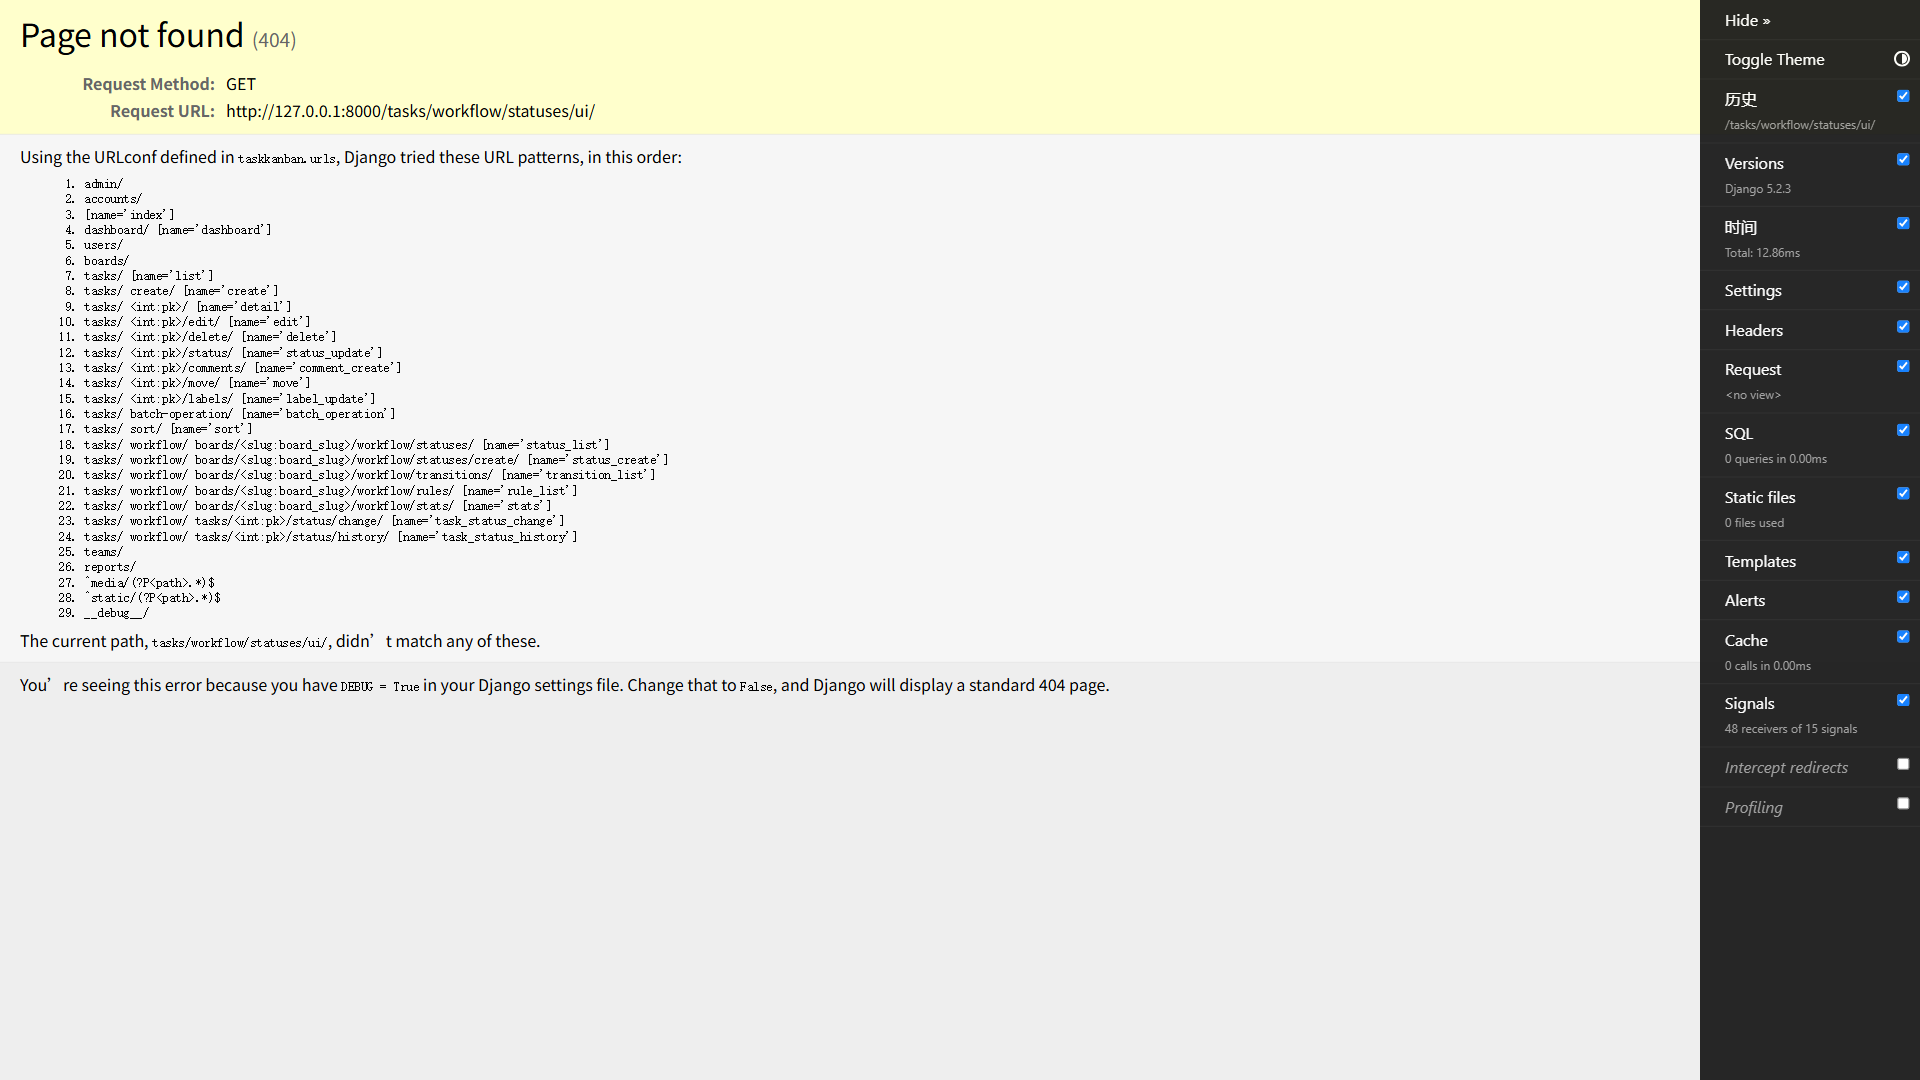 Page not found (404)
Request Method: GET
Request URL: http://127.0.0.1:8000/tasks/workflow/statuses/ui/
Using the URLconf defined in taskkanban.urls, Django tried these URL patterns, in this order:
1. admin/
2. accounts/
3. [name='index']
4. dashboard/ [name='dashboard']
5. users/
6. boards/
7. tasks/ [name='list']
8. tasks/ create/ [name='create']
9. tasks/ <int:pk>/ [name='detail']
10. tasks/ <int:pk>/edit/ [name='edit']
11. tasks/ <int:pk>/delete/ [name='delete']
12. tasks/ <int:pk>/status/ [name='status_update']
13. tasks/ <int:pk>/comments/ [name='comment_create']
14. tasks/ <int:pk>/move/ [name='move']
15. tasks/ <int:pk>/labels/ [name='label_update']
16. tasks/ batch-operation/ [name='batch_operation']
17. tasks/ sort/ [name='sort']
18. tasks/ workflow/ boards/<slug:board_slug>/workflow/statuses/ [name='status_list']
19. tasks/ workflow/ boards/<slug:board_slug>/workflow/statuses/create/ [name='status_create']
20. tasks/ workflow/ boards/<slug:board_slug>/workflow/transitions/ [name='transition_list']
21. tasks/ workflow/ boards/<slug:board_slug>/workflow/rules/ [name='rule_list']
22. tasks/ workflow/ boards/<slug:board_slug>/workflow/stats/ [name='stats']
23. tasks/ workflow/ tasks/<int:pk>/status/change/ [name='task_status_change']
24. tasks/ workflow/ tasks/<int:pk>/status/history/ [name='task_status_history']
25. teams/
26. reports/
27. ^media/(?P<path>.*)$
28. ^static/(?P<path>.*)$
29. __debug__/
The current path, tasks/workflow/statuses/ui/, didn’t match any of these.
You’re seeing this error because you have DEBUG = True in your Django settings file. Change that to False, and Django will display a standard 404 page.
Hide »
Toggle Theme
历史
/tasks/workflow/statuses/ui/
Versions
Django 5.2.3
时间
Total: 12.86ms
Settings
Headers
Request
<no view>
SQL
0 queries in 0.00ms
Static files
0 files used
Templates
Alerts
Cache
0 calls in 0.00ms
Signals
48 receivers of 15 signals
Intercept redirects
Profiling